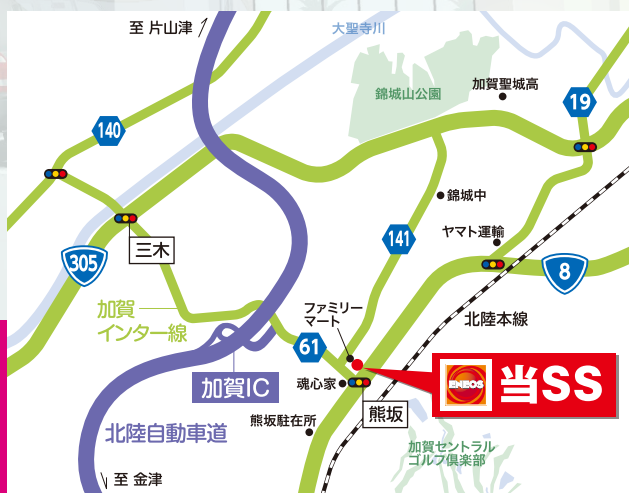 至 片山津
大聖寺川
錦城山公園
加賀聖城高
19
140
錦城中
141
ヤマト運輸
三木
305
8
加賀
インター線
ファミリー
マート
北陸本線
61
加賀IC
魂心家
ENEOS
当SS
熊坂
熊坂駐在所
北陸自動車道
加賀セントラル
ゴルフ倶楽部
至 金津